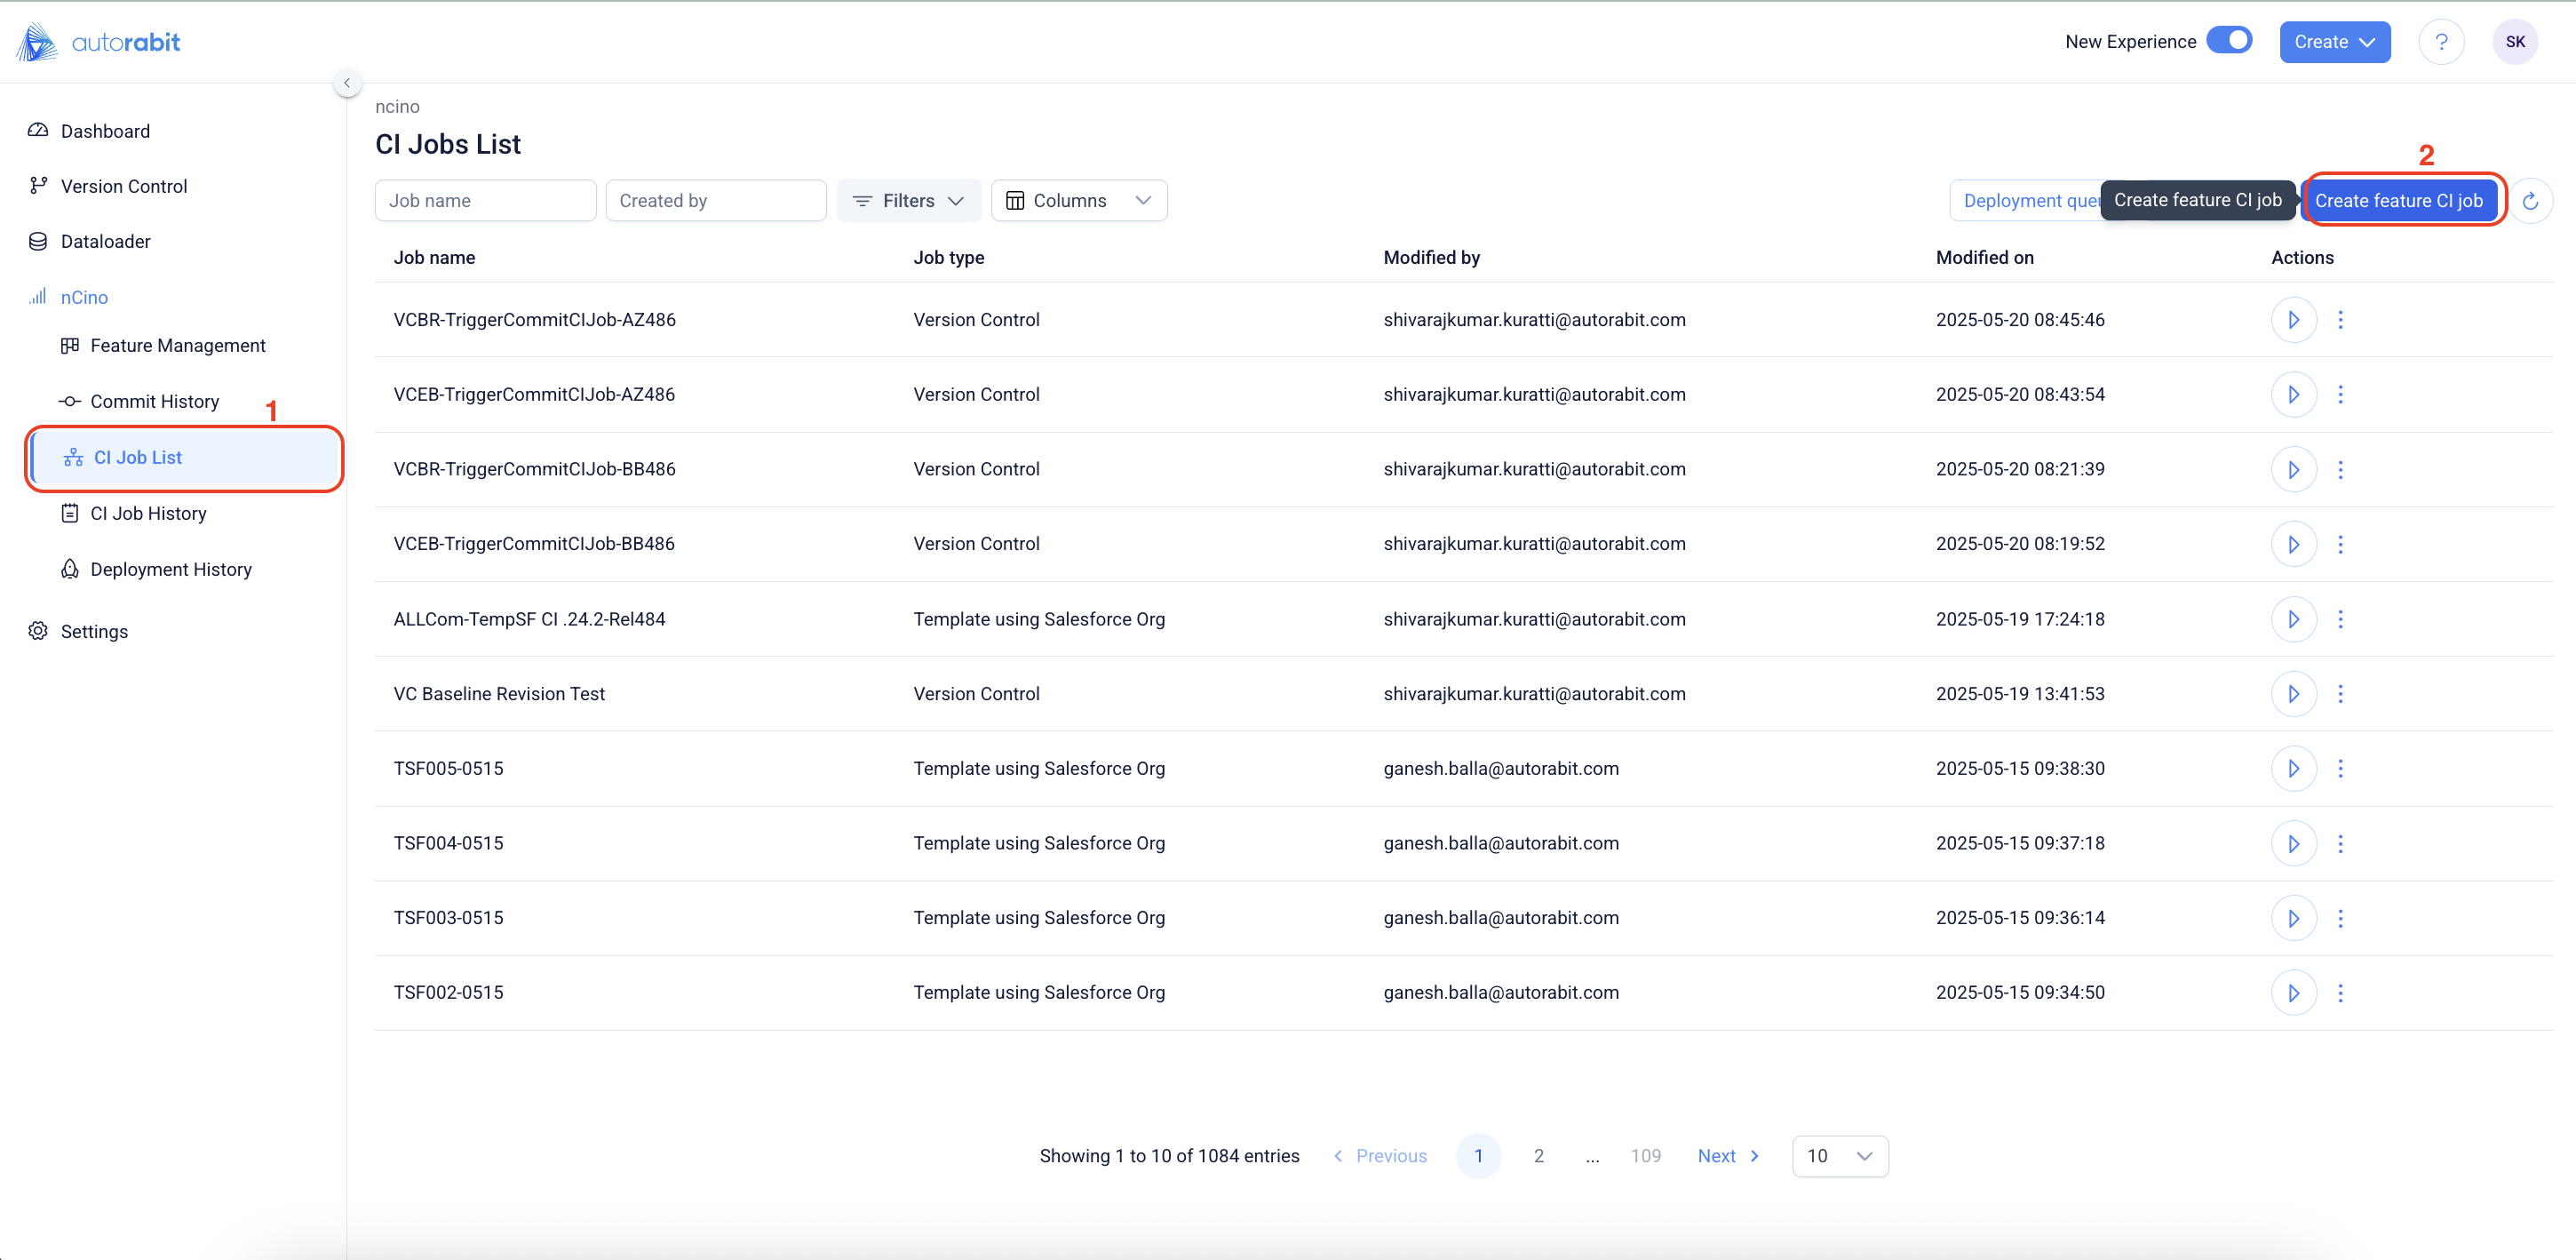 autorabit
New Experience
Create
?
SK
Dashboard
Version Control
Dataloader
nCino
Feature Management
Commit History
1
CI Job List
CI Job History
Deployment History
Settings
ncino
CI Jobs List
2
Job name
Created by
Filters
Columns
Deployment
Create feature CI job
Create feature CI job
Job name Job type Modified by Modified on Actions
VCBR-TriggerCommitCIJob-AZ486 Version Control shivarajkumar.kuratti@autorabit.com 2025-05-20 08:45:46
VCEB-TriggerCommitCIJob-AZ486 Version Control shivarajkumar.kuratti@autorabit.com 2025-05-20 08:43:54
VCBR-TriggerCommitCIJob-BB486 Version Control shivarajkumar.kuratti@autorabit.com 2025-05-20 08:21:39
VCEB-TriggerCommitCIJob-BB486 Version Control shivarajkumar.kuratti@autorabit.com 2025-05-20 08:19:52
ALLCom-TempSF CI .24.2-Rel484 Template using Salesforce Org shivarajkumar.kuratti@autorabit.com 2025-05-19 17:24:18
VC Baseline Revision Test Version Control shivarajkumar.kuratti@autorabit.com 2025-05-19 13:41:53
TSF005-0515 Template using Salesforce Org ganesh.balla@autorabit.com 2025-05-15 09:38:30
TSF004-0515 Template using Salesforce Org ganesh.balla@autorabit.com 2025-05-15 09:37:18
TSF003-0515 Template using Salesforce Org ganesh.balla@autorabit.com 2025-05-15 09:36:14
TSF002-0515 Template using Salesforce Org ganesh.balla@autorabit.com 2025-05-15 09:34:50
Showing 1 to 10 of 1084 entries Previous 1 2 ... 109 Next 10